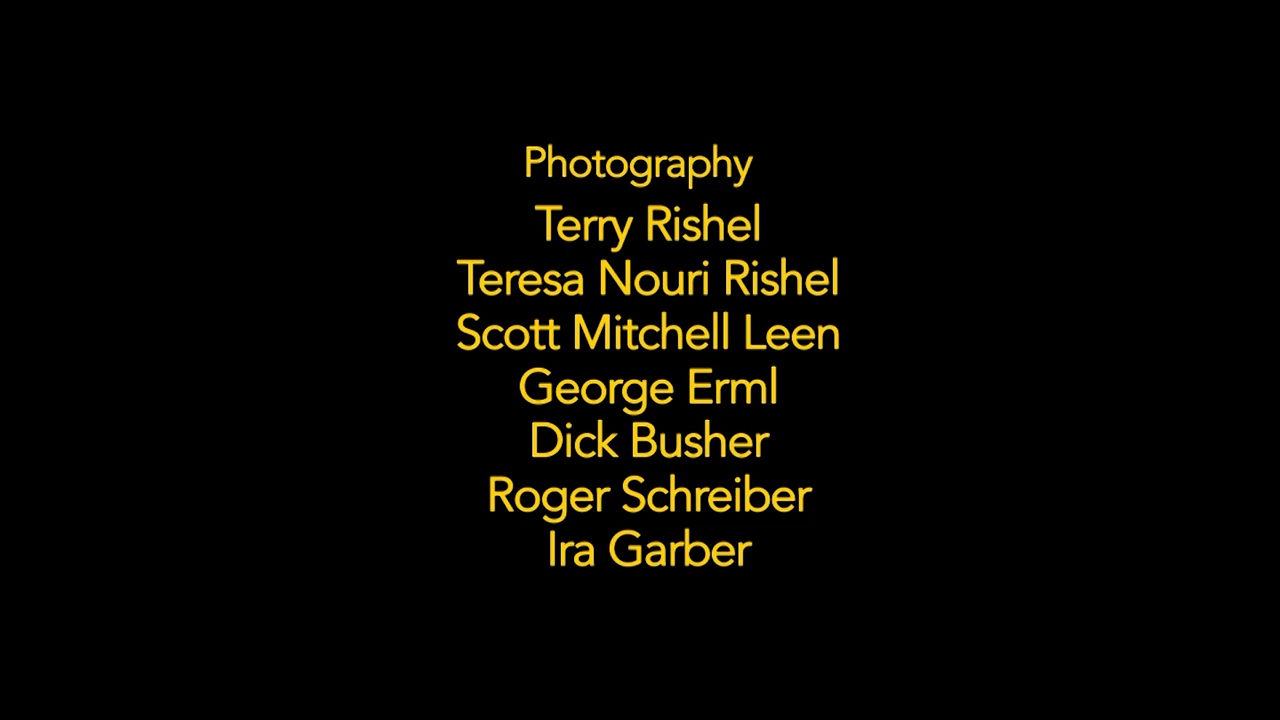 Photography
Terry Rishel
Teresa Nouri Rishel
Scott Mitchell Leen
George Erml
Dick Busher
Roger Schreiber
Ira Garber